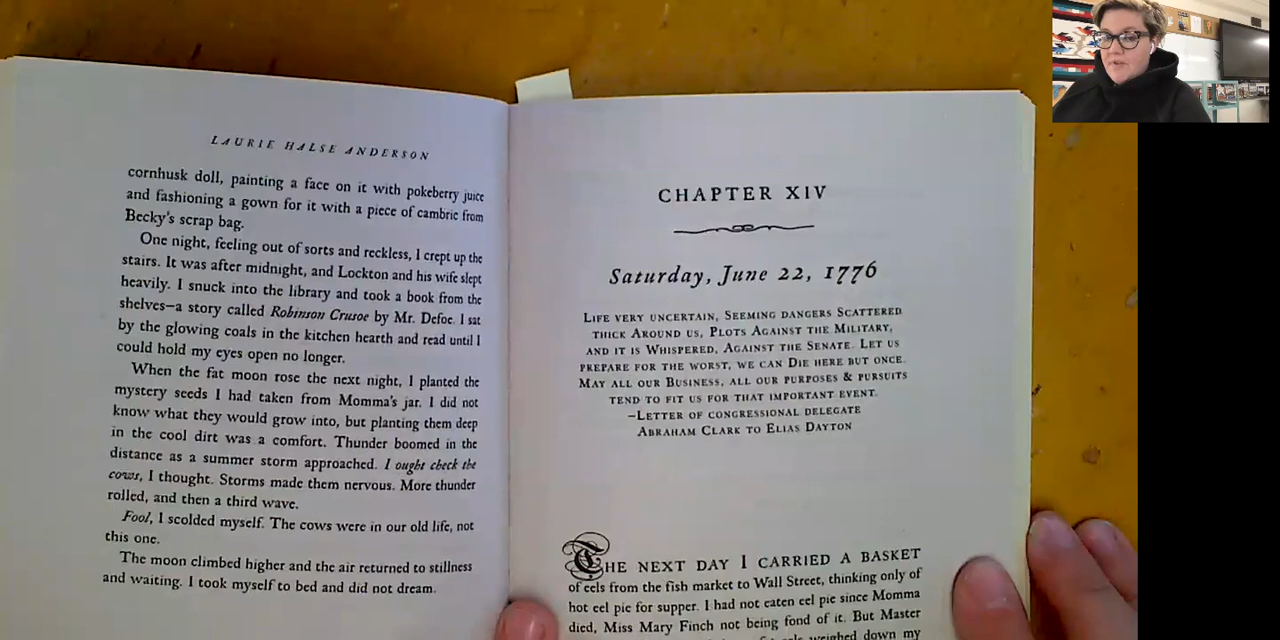 LAURIE HALSE ANDERSON
cornhusk doll, painting a face on it with pokeberry juice
and fashioning a gown for it with a piece of cambric from
Becky's scrap bag.
One night, feeling out of sorts and reckless, I crept up the
stairs. It was after midnight, and Lockton and his wife slept
heavily. I snuck into the library and took a book from the
shelves—a story called Robinson Crusoe by Mr. Defoe. I sat
by the glowing coals in the kitchen hearth and read until I
could hold my eyes open no longer.
When the fat moon rose the next night, I planted the
mystery seeds I had taken from Momma's jar. I did not
know what they would grow into, but planting them deep
in the cool dirt was a comfort. Thunder boomed in the
distance as a summer storm approached. I ought check the
cows, I thought. Storms made them nervous. More thunder
rolled, and then a third wave.
Fool, I scolded myself. The cows were in our old life, not
this one.
The moon climbed higher and the air returned to stillness
and waiting. I took myself to bed and did not dream.
CHAPTER XIV
Saturday, June 22, 1776
LIFE VERY UNCERTAIN, SEEMING DANGERS SCATTERED
THICK AROUND US, PLOTS AGAINST THE MILITARY,
AND IT IS WHISPERED, AGAINST THE SENATE. LET US
PREPARE FOR THE WORST, WE CAN DIE HERE BUT ONCE.
MAY ALL OUR BUSINESS, ALL OUR PURPOSES & PURSUITS
TEND TO FIT US FOR THAT IMPORTANT EVENT.
—LETTER OF CONGRESSIONAL DELEGATE
ABRAHAM CLARK TO ELIAS DAYTON
THE NEXT DAY I CARRIED A BASKET
of eels from the fish market to Wall Street, thinking only of
hot eel pie for supper. I had not eaten eel pie since Momma
died, Miss Mary Finch not being fond of it. But Master
weighed down my